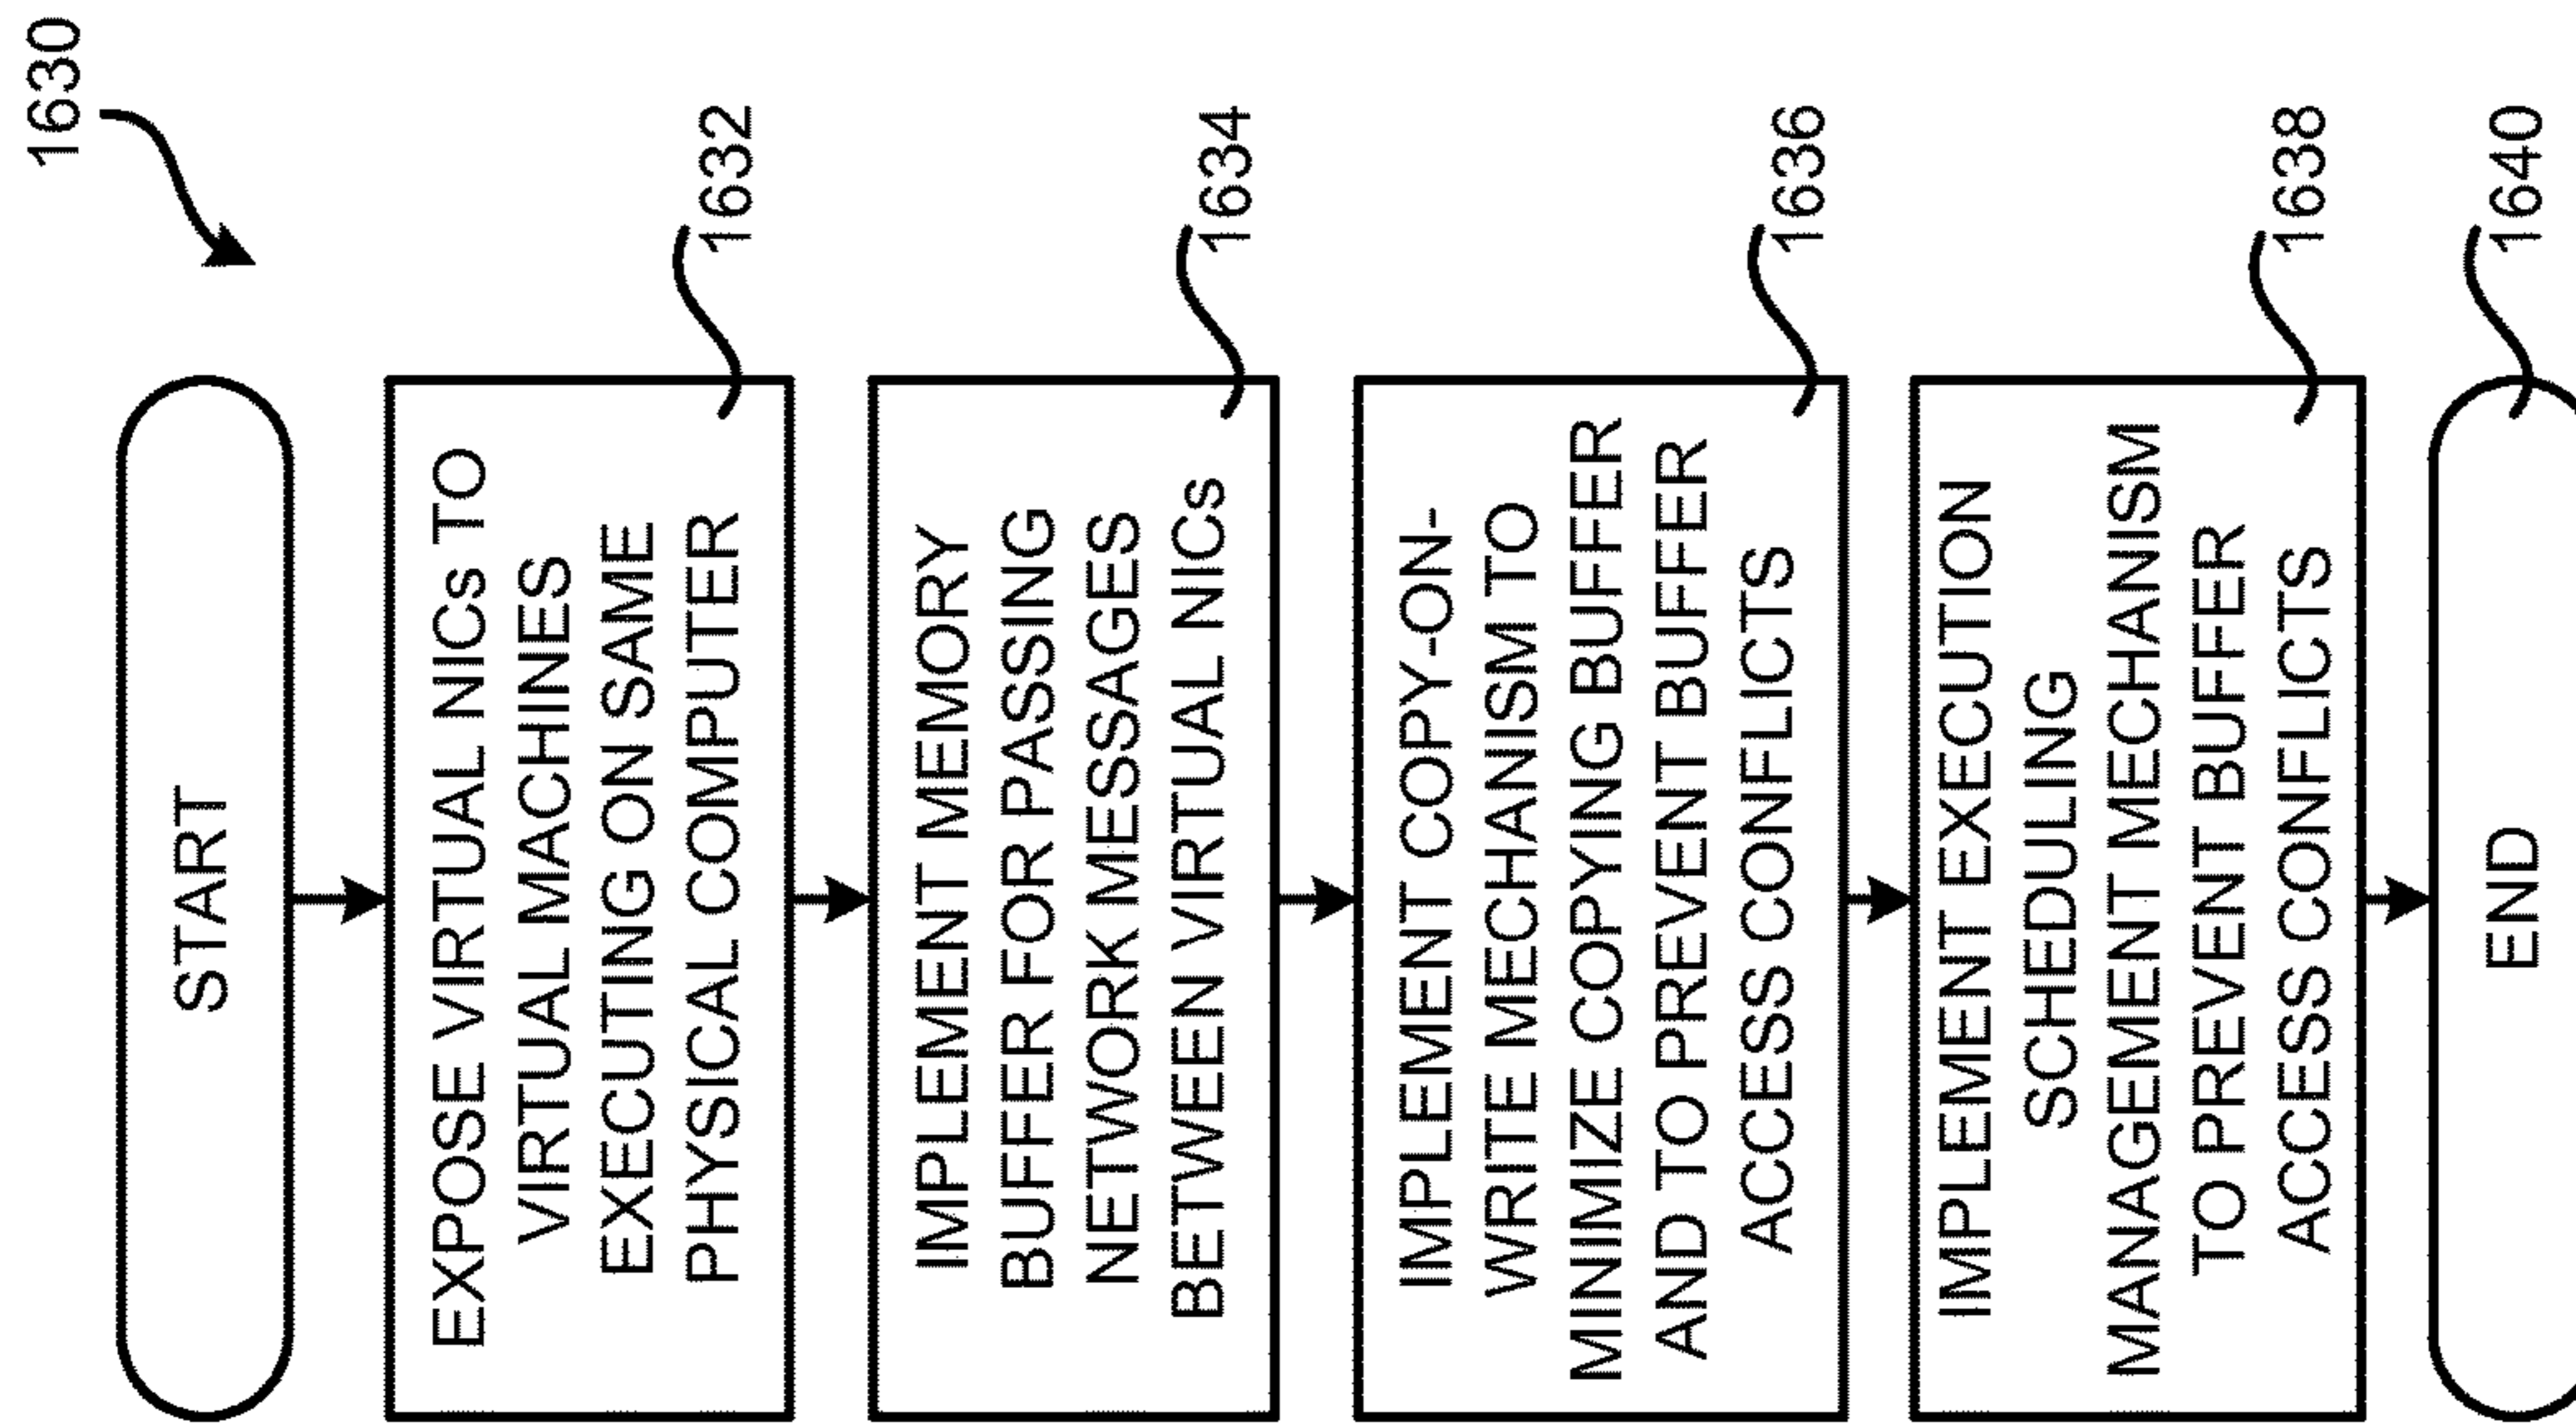 1630
START
EXPOSE VIRTUAL NICs TO
VIRTUAL MACHINES
EXECUTING ON SAME
PHYSICAL COMPUTER
1632
IMPLEMENT MEMORY
BUFFER FOR PASSING
NETWORK MESSAGES
BETWEEN VIRTUAL NICs
1634
IMPLEMENT COPY-ON-
WRITE MECHANISM TO
MINIMIZE COPYING BUFFER
AND TO PREVENT BUFFER
ACCESS CONFLICTS
1636
IMPLEMENT EXECUTION
SCHEDULING
MANAGEMENT MECHANISM
TO PREVENT BUFFER
ACCESS CONFLICTS
1638
END
1640